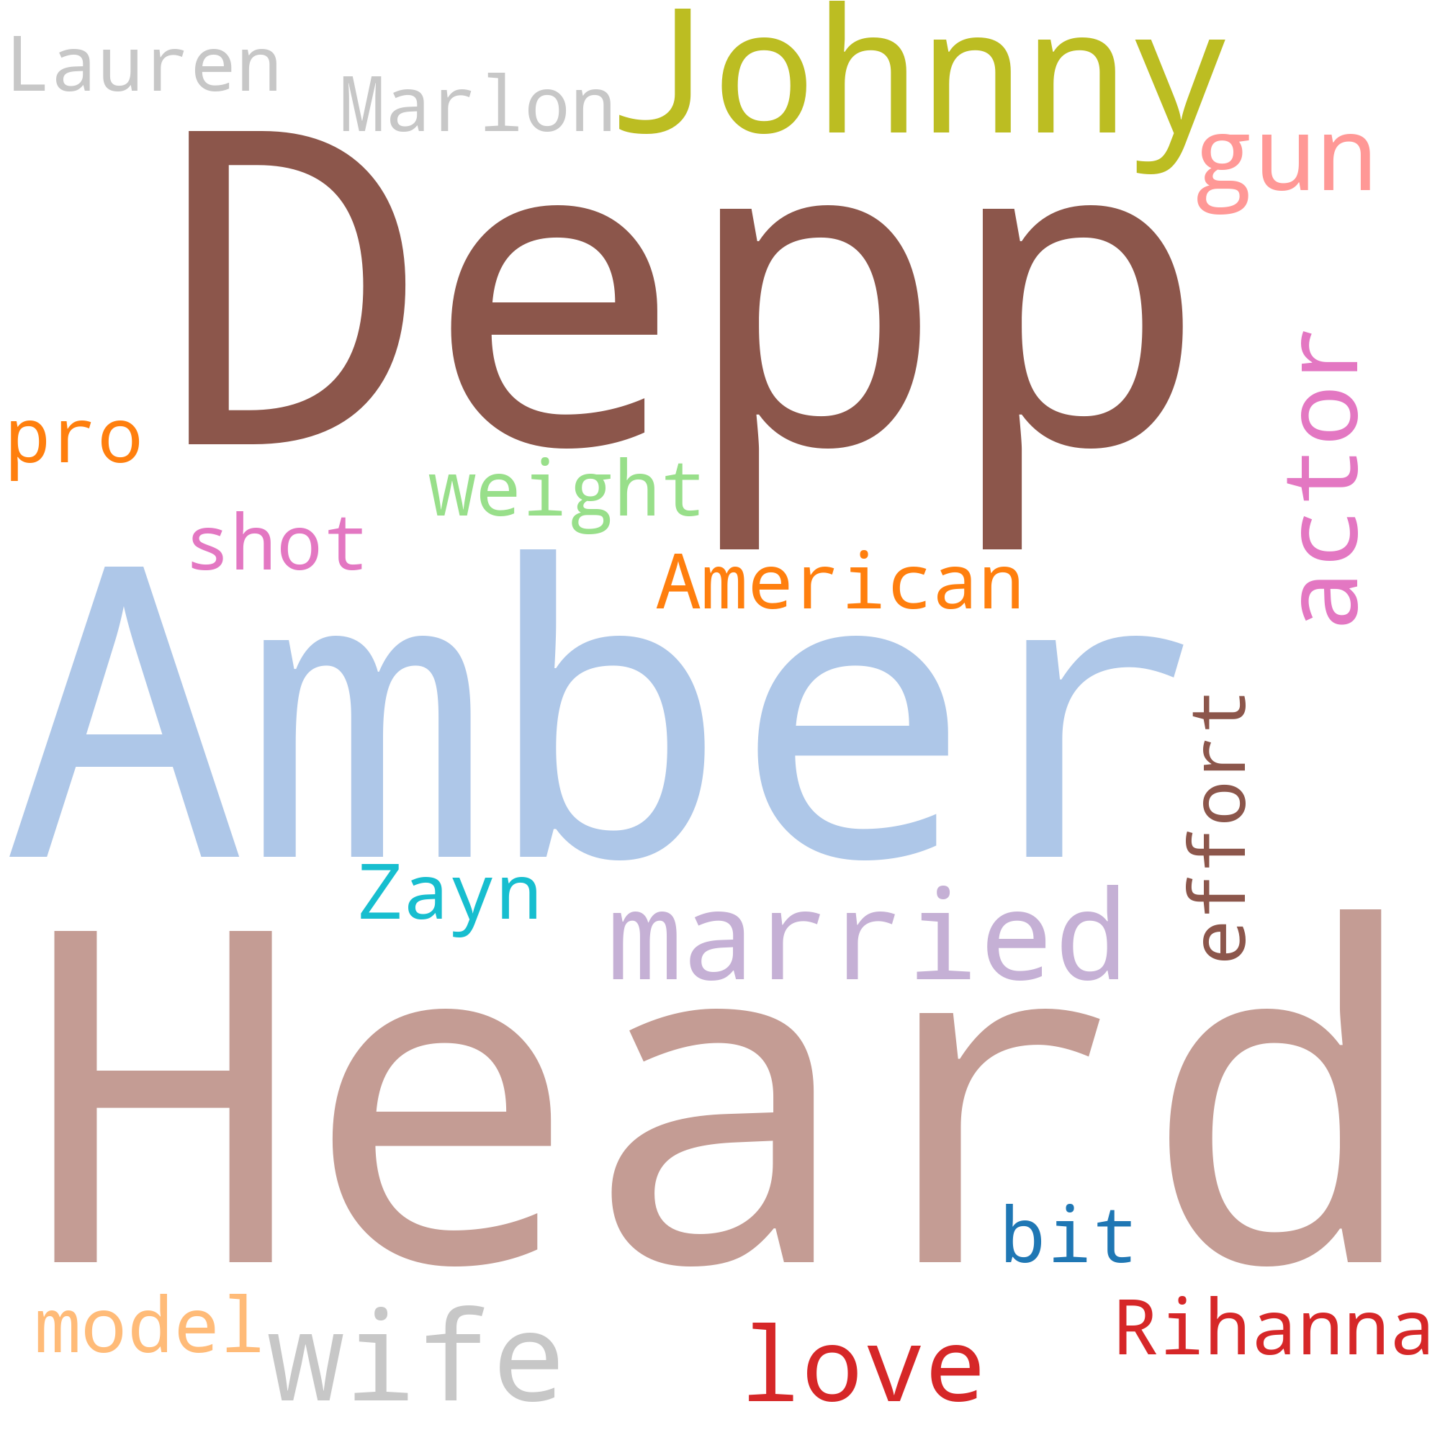 Johnny
Lauren
Marlon
gun
Depp
actor
pro
weight
shot
American
Amber
effort
Zayn
married
Heard
bit
model
wife
love
Rihanna